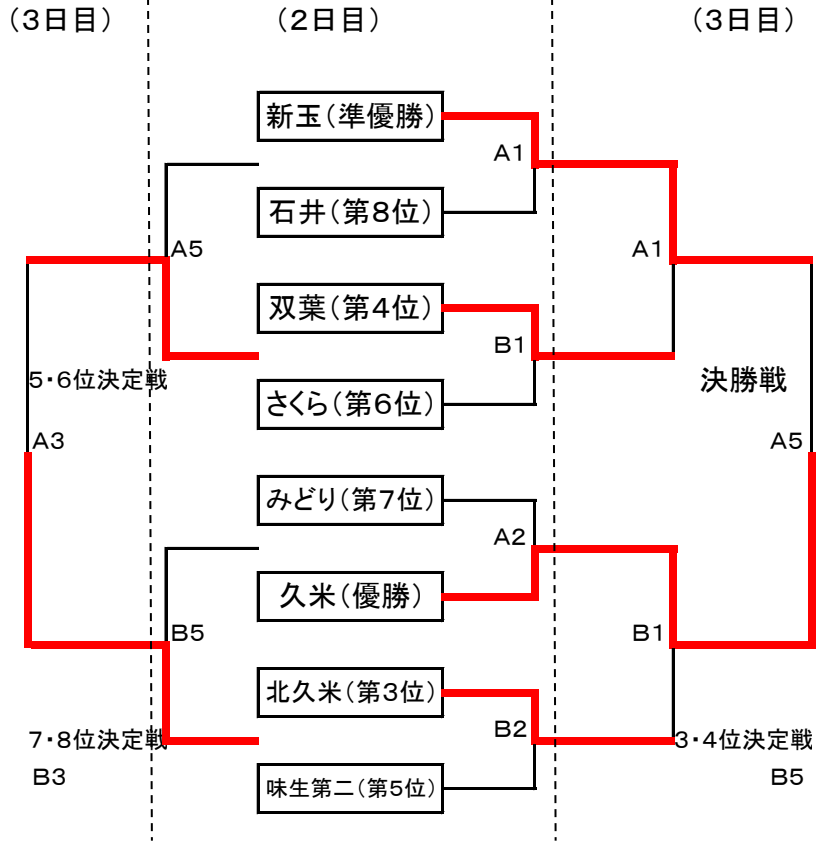 (3日目)
(2日目)
(3日目)
新玉(準優勝)
A1
石井(第8位)
A5
A1
双葉(第4位)
B1
5・6位決定戦
決勝戦
さくら(第6位)
A3
A5
みどり(第7位)
A2
久米(優勝)
B5
B1
北久米(第3位)
B2
7・8位決定戦
3・4位決定戦
B3
味生第二(第5位)
B5